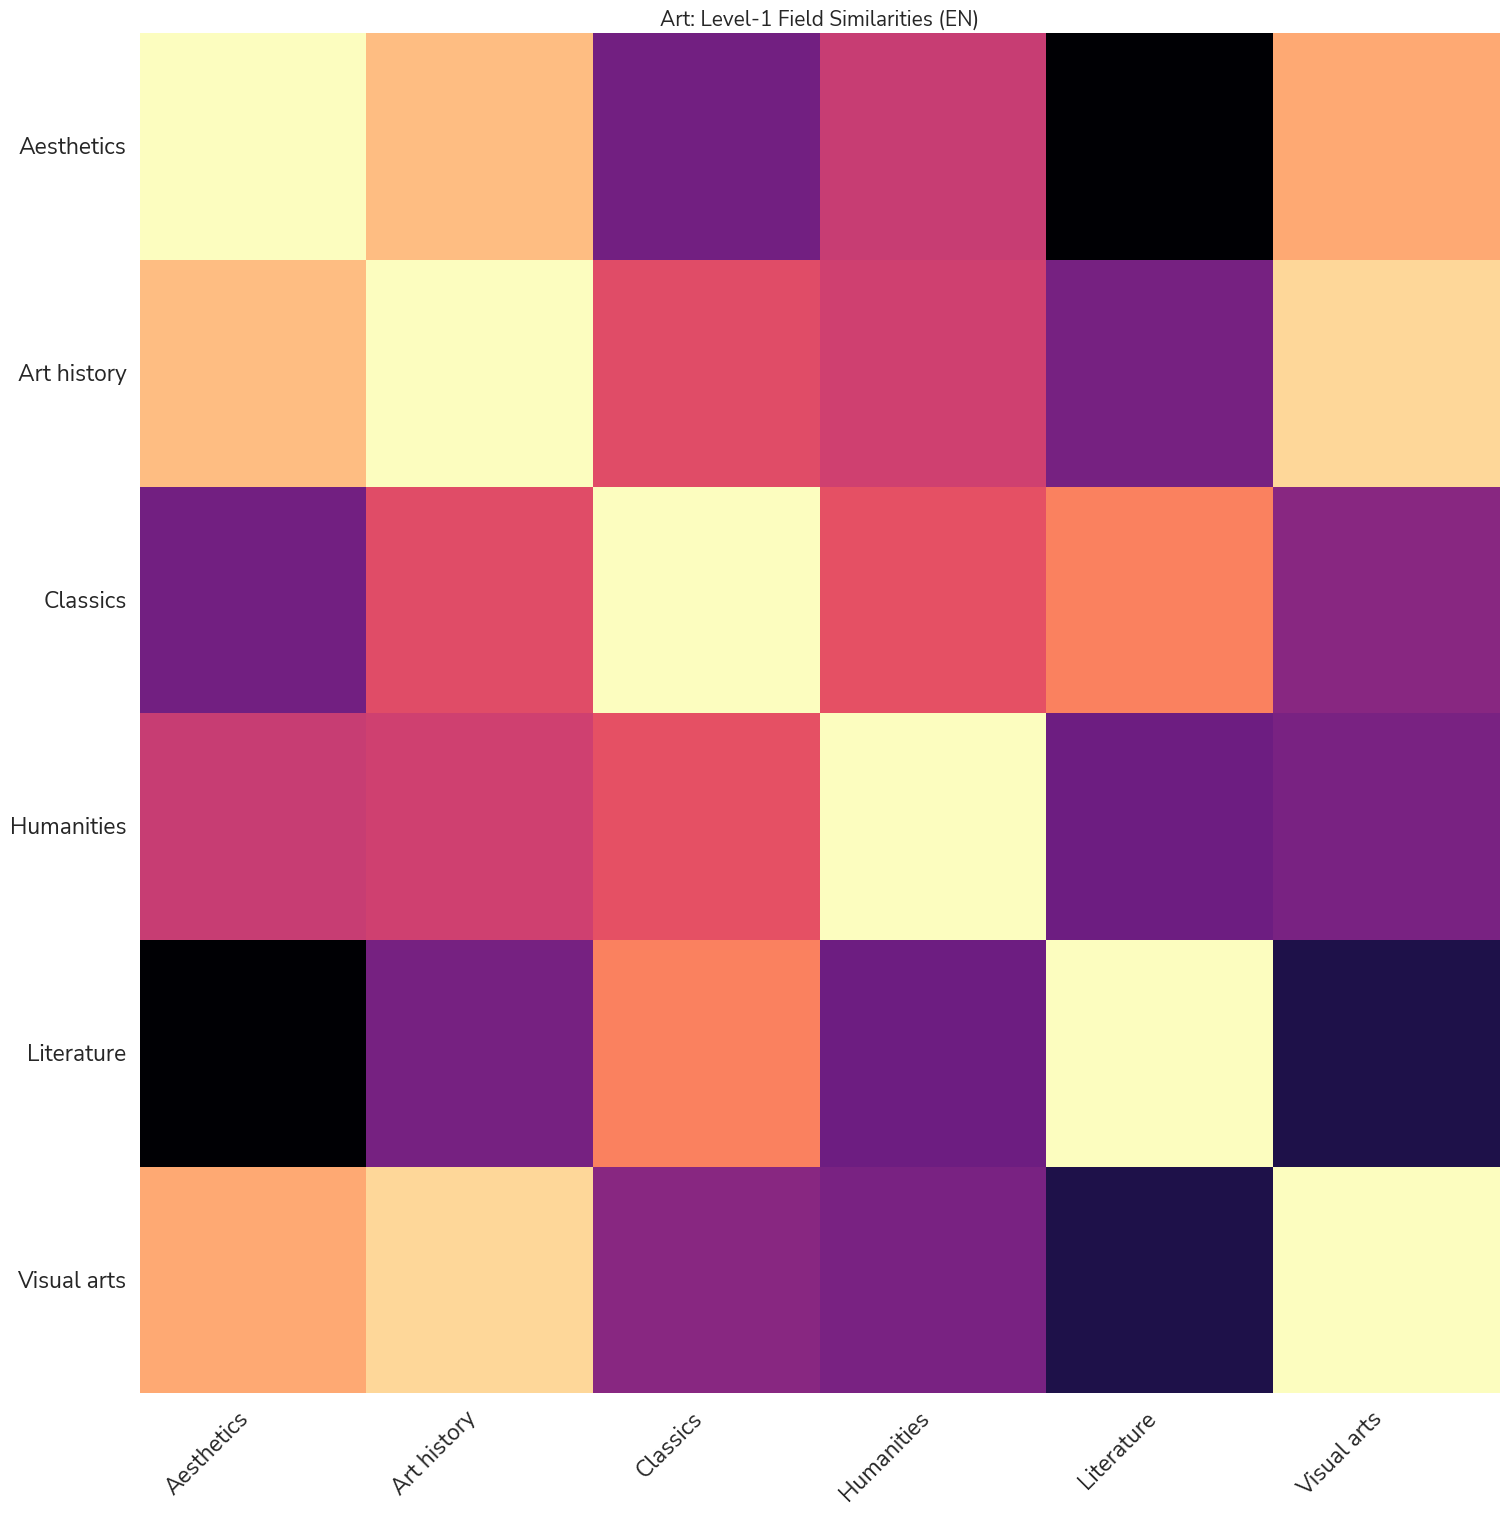 Art: Level-1 Field Similarities (EN)
Aesthetics
Art history
Classics
Humanities
Literature
Visual arts
Aesthetics
Art history
Classics
Humanities
Literature
Visual arts